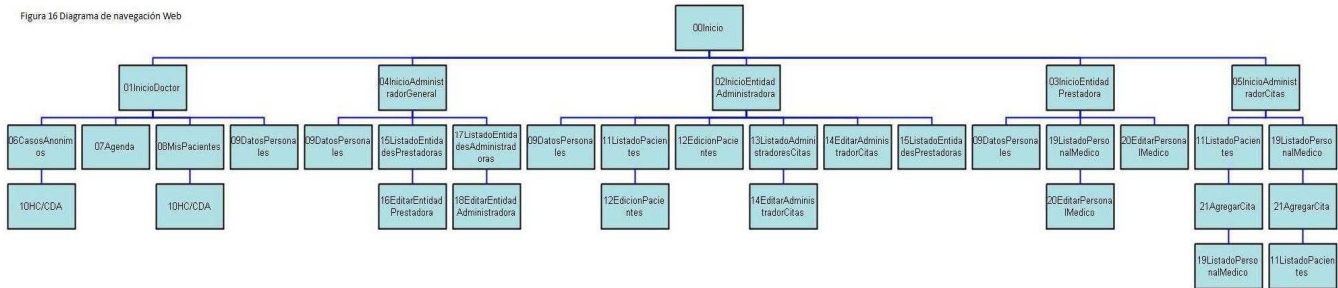 Figura 16 Diagrama de navegación Web
00Inicio
01InicioDoctor
04InicioAdminist
radorGeneral
02InicioEntidad
Administradora
03InicioEntidad
Prestadora
05InicioAdminist
radorCitas
06CasosAnonim
os
07Agenda
08MisPacientes
09DatosPersona
les
09DatosPersona
les
15ListadoEntida
desPrestadoras
17ListadoEntida
desAdministrad
oras
09DatosPersona
les
11ListadoPacien
tes
12EdicionPacie
ntes
13ListadoAdmini
stradoresCitas
14EditarAdminis
tradorCitas
15ListadoEntida
desPrestadoras
09DatosPersona
les
19ListadoPerso
nalMedico
20EditarPersona
lMedico
11ListadoPacien
tes
19ListadoPerso
nalMedico
10HC/CDA
10HC/CDA
16EditarEntidad
Prestadora
18EditarEntidad
Administradora
12EdicionPacie
ntes
14EditarAdminis
tradorCitas
20EditarPersona
lMedico
21AgregarCita
21AgregarCita
19ListadoPerso
nalMedico
11ListadoPacien
tes